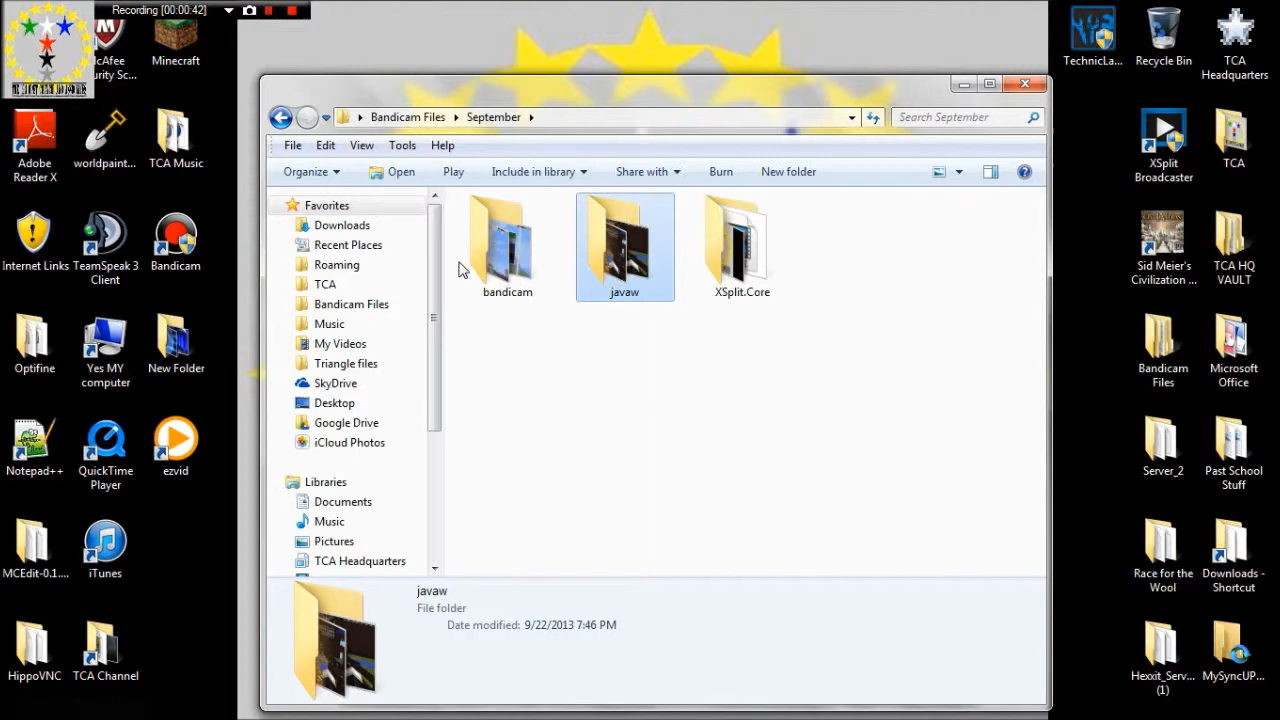 Recording [00:00:42]
McAfee
urity Sc...
Minecraft
Adobe
Reader X
worldpaint...
TCA Music
Internet Links
TeamSpeak 3
Client
Bandicam
Optifine
Yes MY
computer
New Folder
Notepad++
QuickTime
Player
ezvid
MCEdit-0.1....
iTunes
HippoVNC
TCA Channel
Bandicam Files
September
Search September
File
Edit
View
Tools
Help
Organize
Open
Play
Include in library
Share with
Burn
New folder
Favorites
Downloads
Recent Places
Roaming
TCA
Bandicam Files
Music
My Videos
Triangle files
SkyDrive
Desktop
Google Drive
iCloud Photos
Libraries
Documents
Music
Pictures
TCA Headquarters
bandicam
javaw
XSplit.Core
javaw
File folder
Date modified: 9/22/2013 7:46 PM
TechnicLa...
Recycle Bin
TCA
Headquarters
XSplit
Broadcaster
TCA
Sid Meier's
Civilization ...
TCA HQ
VAULT
Bandicam
Files
Microsoft
Office
Server_2
Past School
Stuff
Race for the
Wool
Downloads -
Shortcut
Hexxit_Serv...
(1)
MySyncUP...